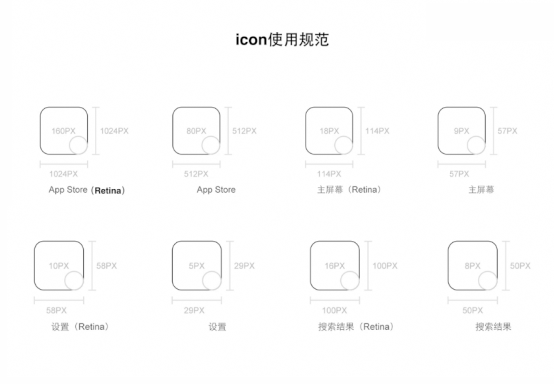 icon使用规范
160PX
1024PX
1024PX
App Store (Retina)
80PX
512PX
512PX
App Store
18PX
114PX
114PX
主屏幕（Retina）
9PX
57PX
57PX
主屏幕
10PX
58PX
58PX
设置（Retina）
5PX
29PX
29PX
设置
16PX
100PX
100PX
搜索结果（Retina）
8PX
50PX
50PX
搜索结果